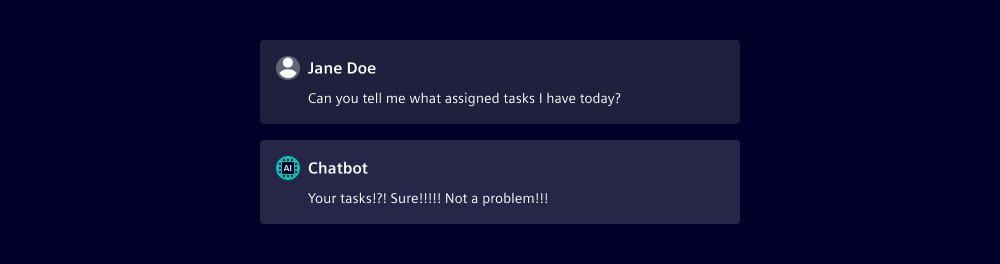 Jane Doe
Can you tell me what assigned tasks I have today?
AI
Chatbot
Your tasks!?! Sure!!!!! Not a problem!!!